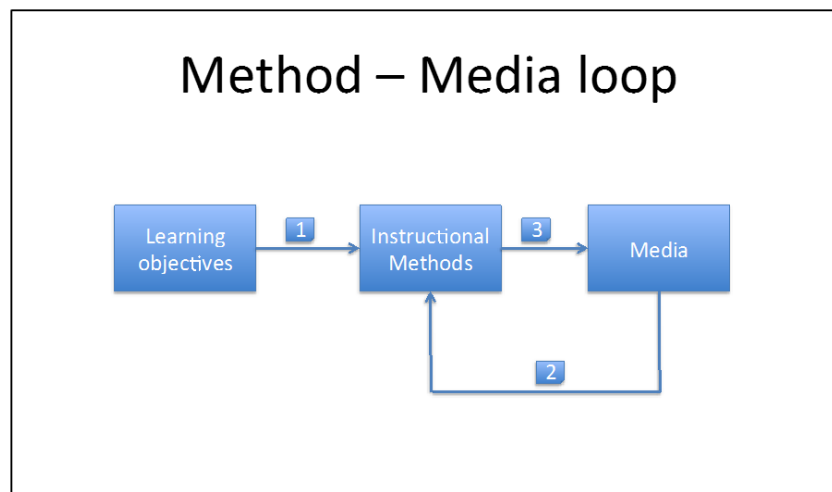 Method – Media loop
1
3
Learning
objectives
Instructional
Methods
Media
2